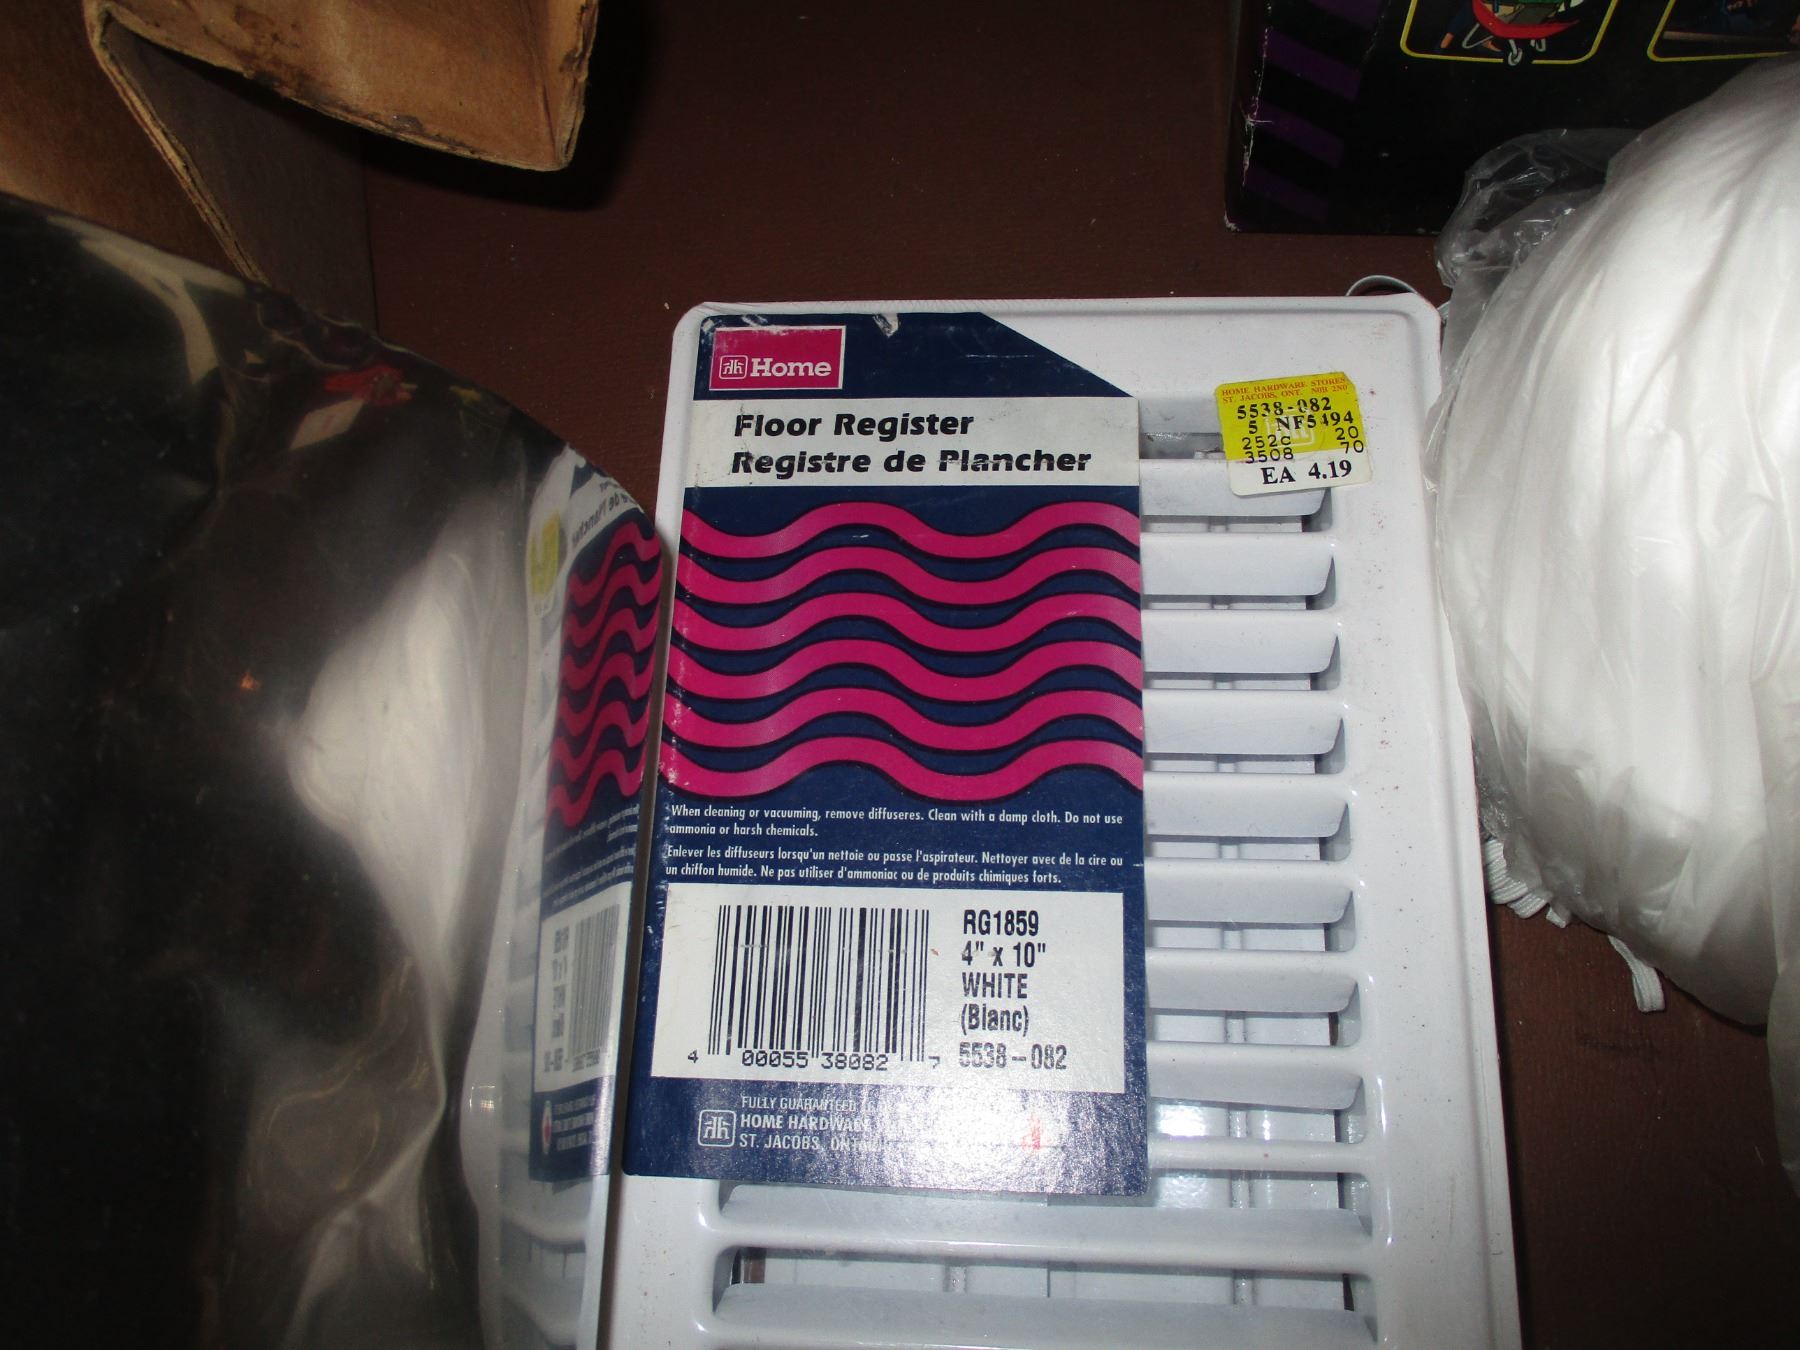 Home
Floor Register
Registre de Plancher
HOME HARDWARE STORES
ST. JACOBS, ONT. N0B 2N0
5538-082
5 NF5494
252c 20
3508 70
EA 4.19
When cleaning or vacuuming, remove diffuseres. Clean with a damp cloth. Do not use
ammonia or harsh chemicals.
Enlever les diffuseurs lorsqu'un nettoie ou passe l'aspirateur. Nettoyer avec de la cire ou
un chiffon humide. Ne pas utiliser d'ammoniac ou de produits chimiques forts.
RG1859
4" x 10"
WHITE
(Blanc)
5538-082
4 00055 38082 7
FULLY GUARANTEED
HOME HARDWARE
ST. JACOBS,